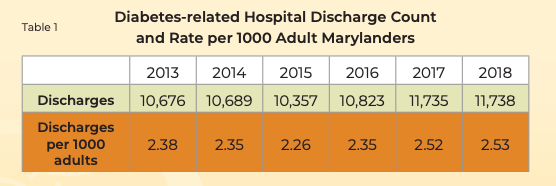 Table 1
Diabetes-related Hospital Discharge Count
and Rate per 1000 Adult Marylanders
2013 2014 2015 2016 2017 2018
Discharges 10,676 10,689 10,357 10,823 11,735 11,738
Discharges
per 1000
adults
2.38 2.35 2.26 2.35 2.52 2.53